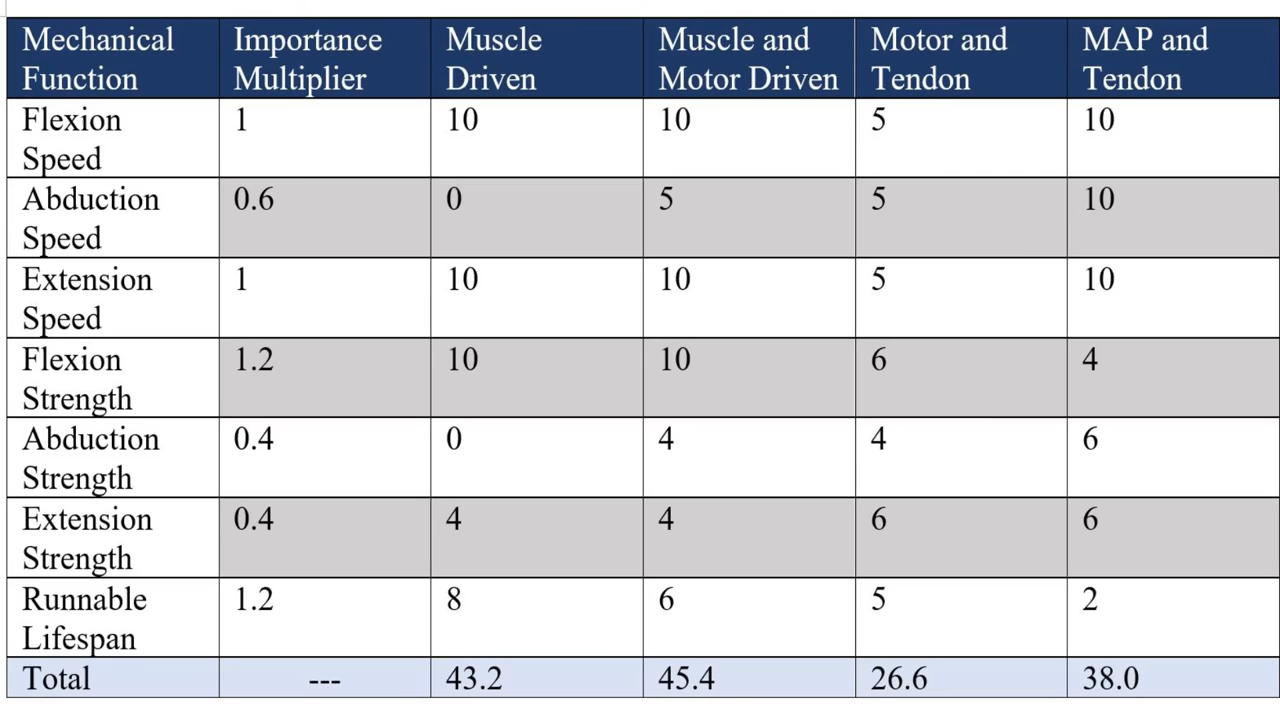 Mechanical Function | Importance Multiplier | Muscle Driven | Muscle and Motor Driven | Motor and Tendon | MAP and Tendon
Flexion Speed | 1 | 10 | 10 | 5 | 10
Abduction Speed | 0.6 | 0 | 5 | 5 | 10
Extension Speed | 1 | 10 | 10 | 5 | 10
Flexion Strength | 1.2 | 10 | 10 | 6 | 4
Abduction Strength | 0.4 | 0 | 4 | 4 | 6
Extension Strength | 0.4 | 4 | 4 | 6 | 6
Runnable Lifespan | 1.2 | 8 | 6 | 5 | 2
Total | --- | 43.2 | 45.4 | 26.6 | 38.0